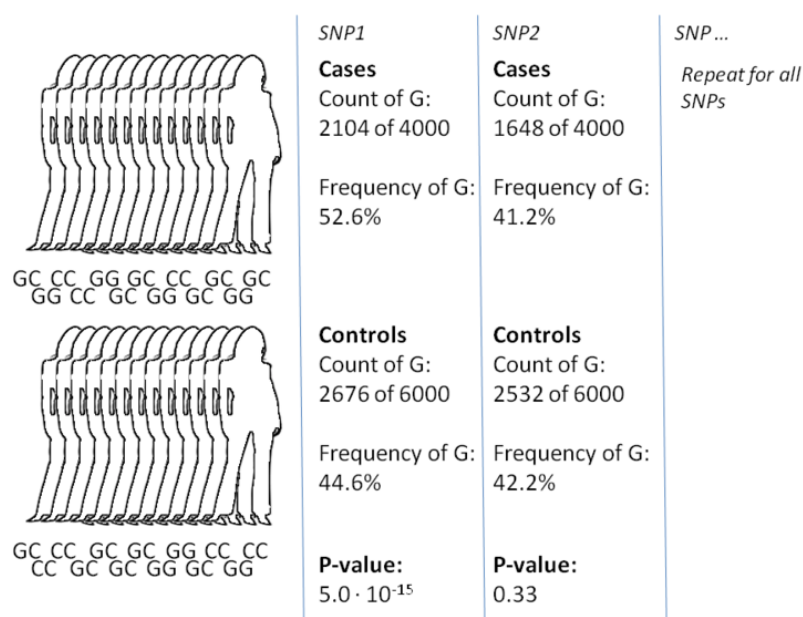 GC CC GG GC CC GC GC
GG CC GC GG GC GG
GC CC GC GC GG CC CC
CC GC GC GG GC GG
SNP1
Cases
Count of G:
2104 of 4000
Frequency of G:
52.6%
Controls
Count of G:
2676 of 6000
Frequency of G:
44.6%
P-value:
5.0 · 10⁻¹⁵
SNP2
Cases
Count of G:
1648 of 4000
Frequency of G:
41.2%
Controls
Count of G:
2532 of 6000
Frequency of G:
42.2%
P-value:
0.33
SNP ...
Repeat for all
SNPs